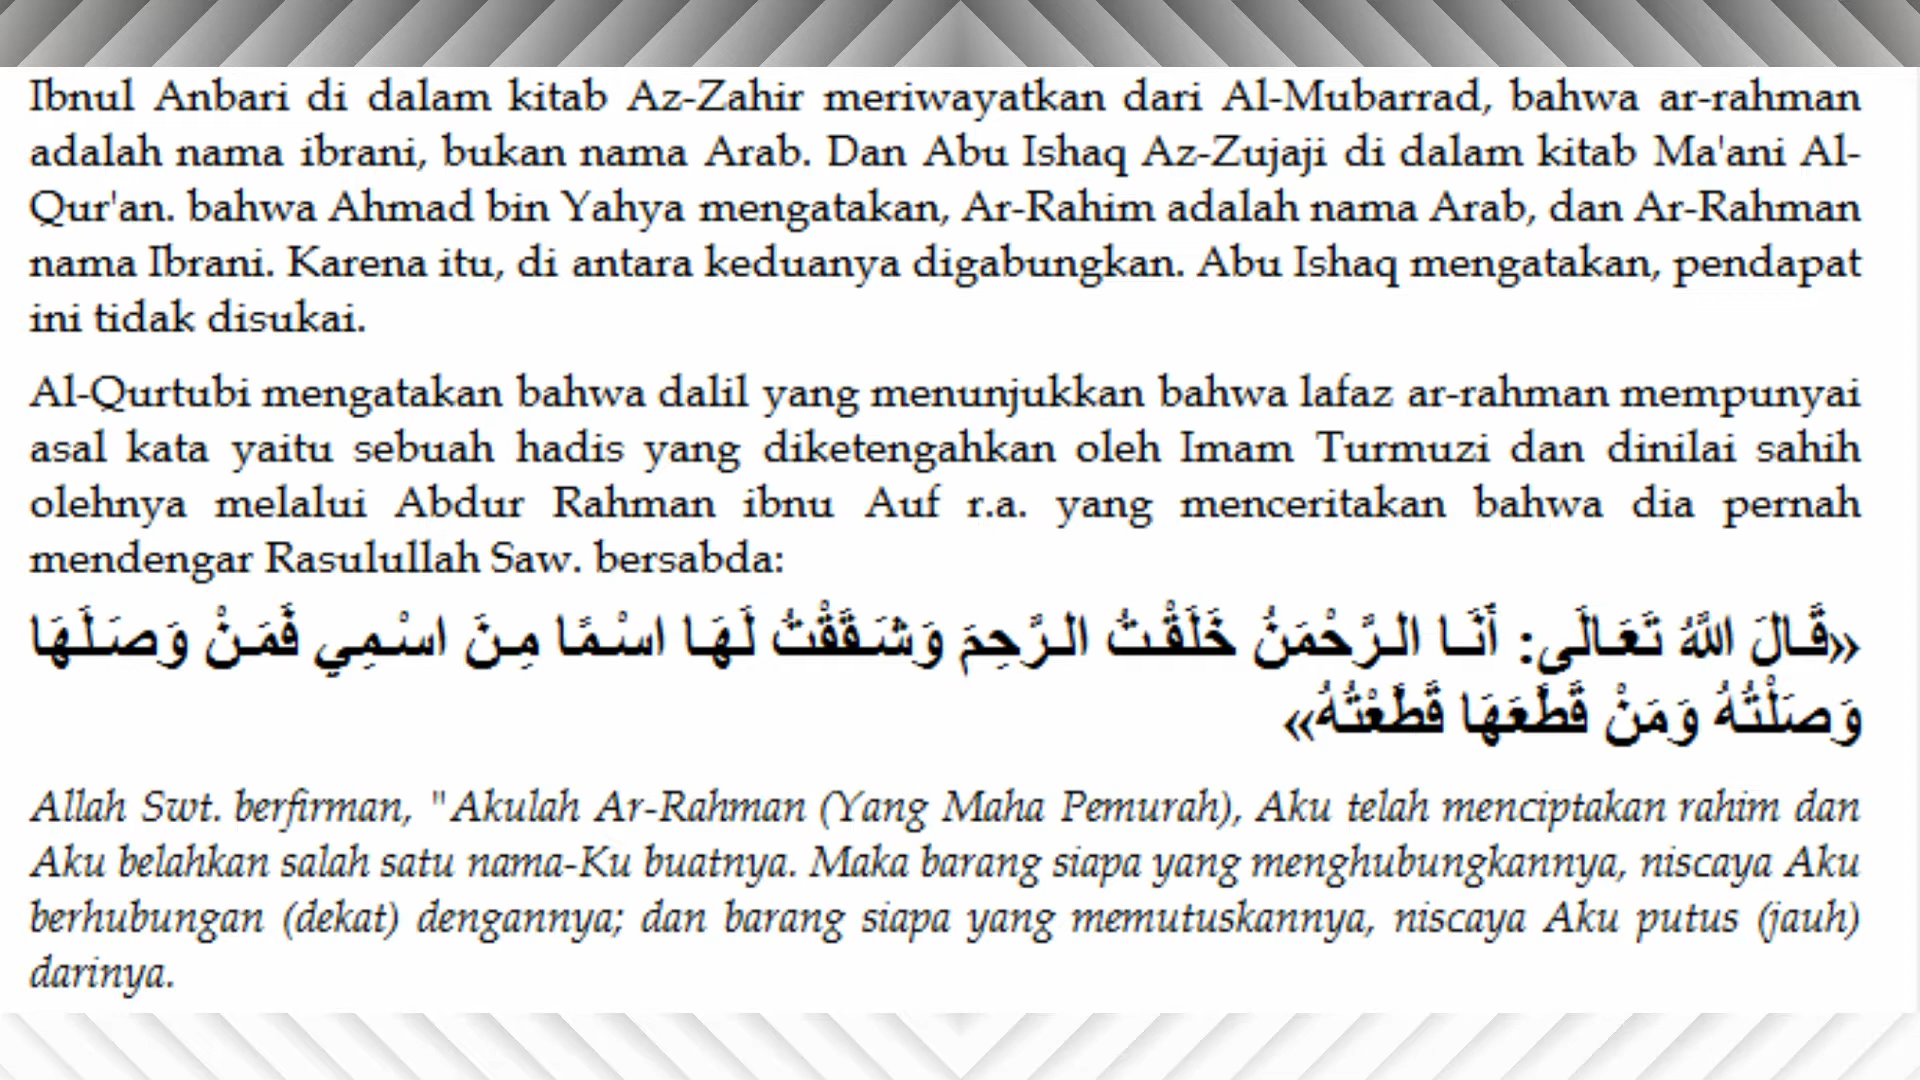 Ibnul Anbari di dalam kitab Az-Zahir meriwayatkan dari Al-Mubarrad, bahwa ar-rahman
adalah nama ibrani, bukan nama Arab. Dan Abu Ishaq Az-Zujaji di dalam kitab Ma'ani Al-
Qur'an. bahwa Ahmad bin Yahya mengatakan, Ar-Rahim adalah nama Arab, dan Ar-Rahman
nama Ibrani. Karena itu, di antara keduanya digabungkan. Abu Ishaq mengatakan, pendapat
ini tidak disukai.
Al-Qurtubi mengatakan bahwa dalil yang menunjukkan bahwa lafaz ar-rahman mempunyai
asal kata yaitu sebuah hadis yang diketengahkan oleh Imam Turmuzi dan dinilai sahih
olehnya melalui Abdur Rahman ibnu Auf r.a. yang menceritakan bahwa dia pernah
mendengar Rasulullah Saw. bersabda:
«قَالَ اللَّهُ تَعَالَى: أَنَا الرَّحْمَنُ خَلَقْتُ الرَّحِمَ وَشَقَقْتُ لَهَا اسْمًا مِنَ اسْمِي فَمَنْ وَصَلَهَا
وَصَلْتُهُ وَمَنْ قَطَعَهَا قَطَعْتُهُ»
Allah Swt. berfirman, "Akulah Ar-Rahman (Yang Maha Pemurah), Aku telah menciptakan rahim dan
Aku belahkan salah satu nama-Ku buatnya. Maka barang siapa yang menghubungkannya, niscaya Aku
berhubungan (dekat) dengannya; dan barang siapa yang memutuskannya, niscaya Aku putus (jauh)
darinya.